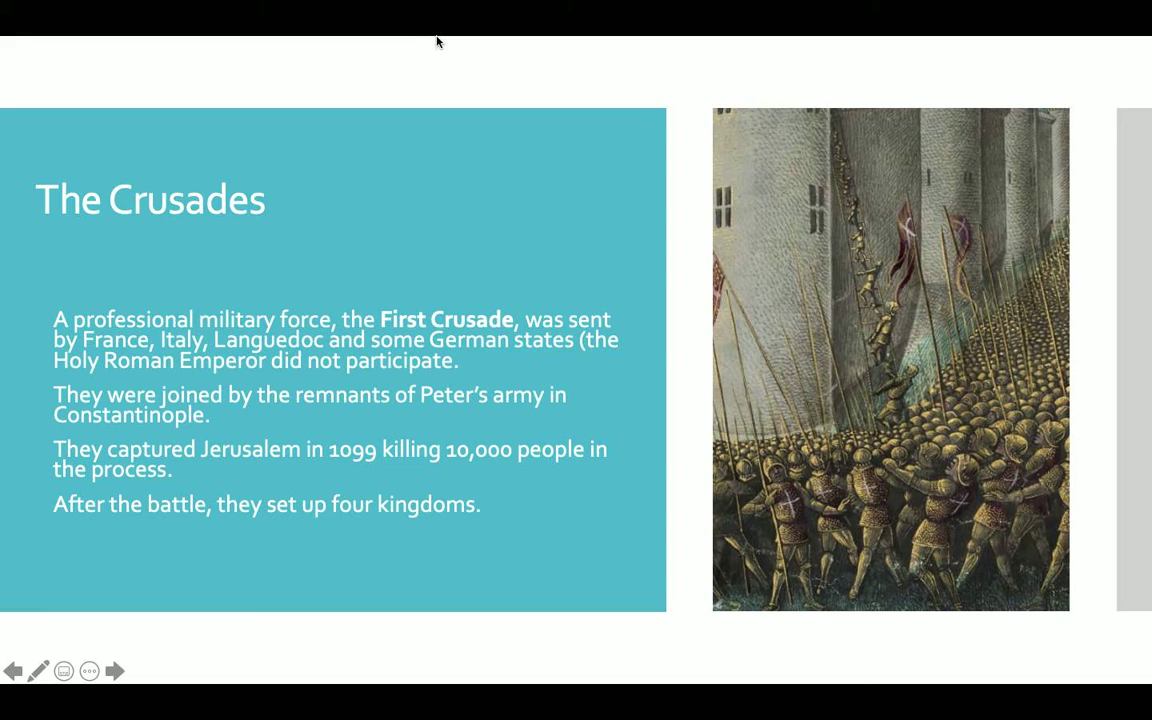 The Crusades
A professional military force, the First Crusade, was sent
by France, Italy, Languedoc and some German states (the
Holy Roman Emperor did not participate.
They were joined by the remnants of Peter’s army in
Constantinople.
They captured Jerusalem in 1099 killing 10,000 people in
the process.
After the battle, they set up four kingdoms.